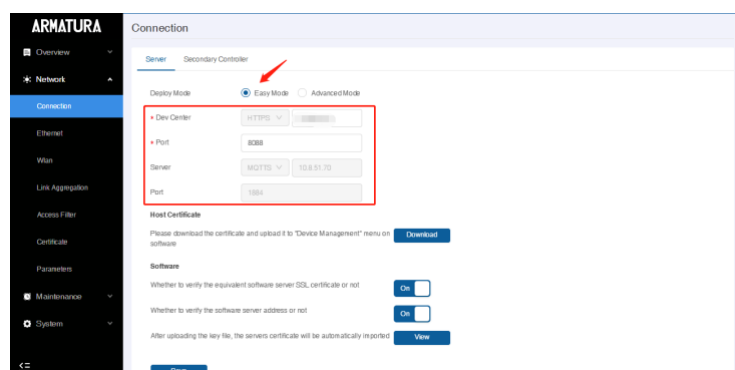 ARMATURA
Connection
Overview
Network
Connection
Ethernet
Wlan
Link Aggregation
Access Filter
Certificate
Parameters
Maintenance
System
Server Secondary Controller
Deploy Mode Easy Mode Advanced Mode
* Dev Center HTTPS
* Port 8088
Server MQTTS 10.8.51.70
Port 1884
Host Certificate
Please download the certificate and upload it to "Device Management" menu on software Download
Software
Whether to verify the equivalent software server SSL certificate or not On
Whether to verify the software server address or not On
After uploading the key file, the servers certificate will be automatically imported View